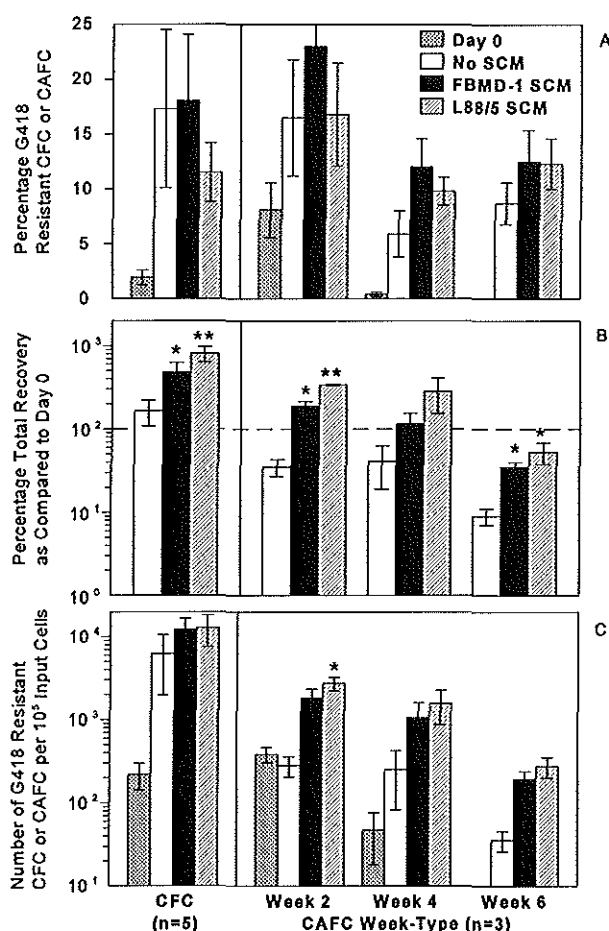 A
Percentage G418
Resistant CFC or CAFC
25
20
15
10
5
0
Day 0
No SCM
FBMD-1 SCM
L88/5 SCM
B
Percentage Total Recovery
as Compared to Day 0
10³
10²
10¹
10⁰
*
**
*
**
*
*
C
Number of G418 Resistant
CFC or CAFC per 10⁵ Input Cells
10⁴
10³
10²
10¹
*
CFC
(n=5)
Week 2
Week 4
Week 6
CAFC Week-Type (n=3)